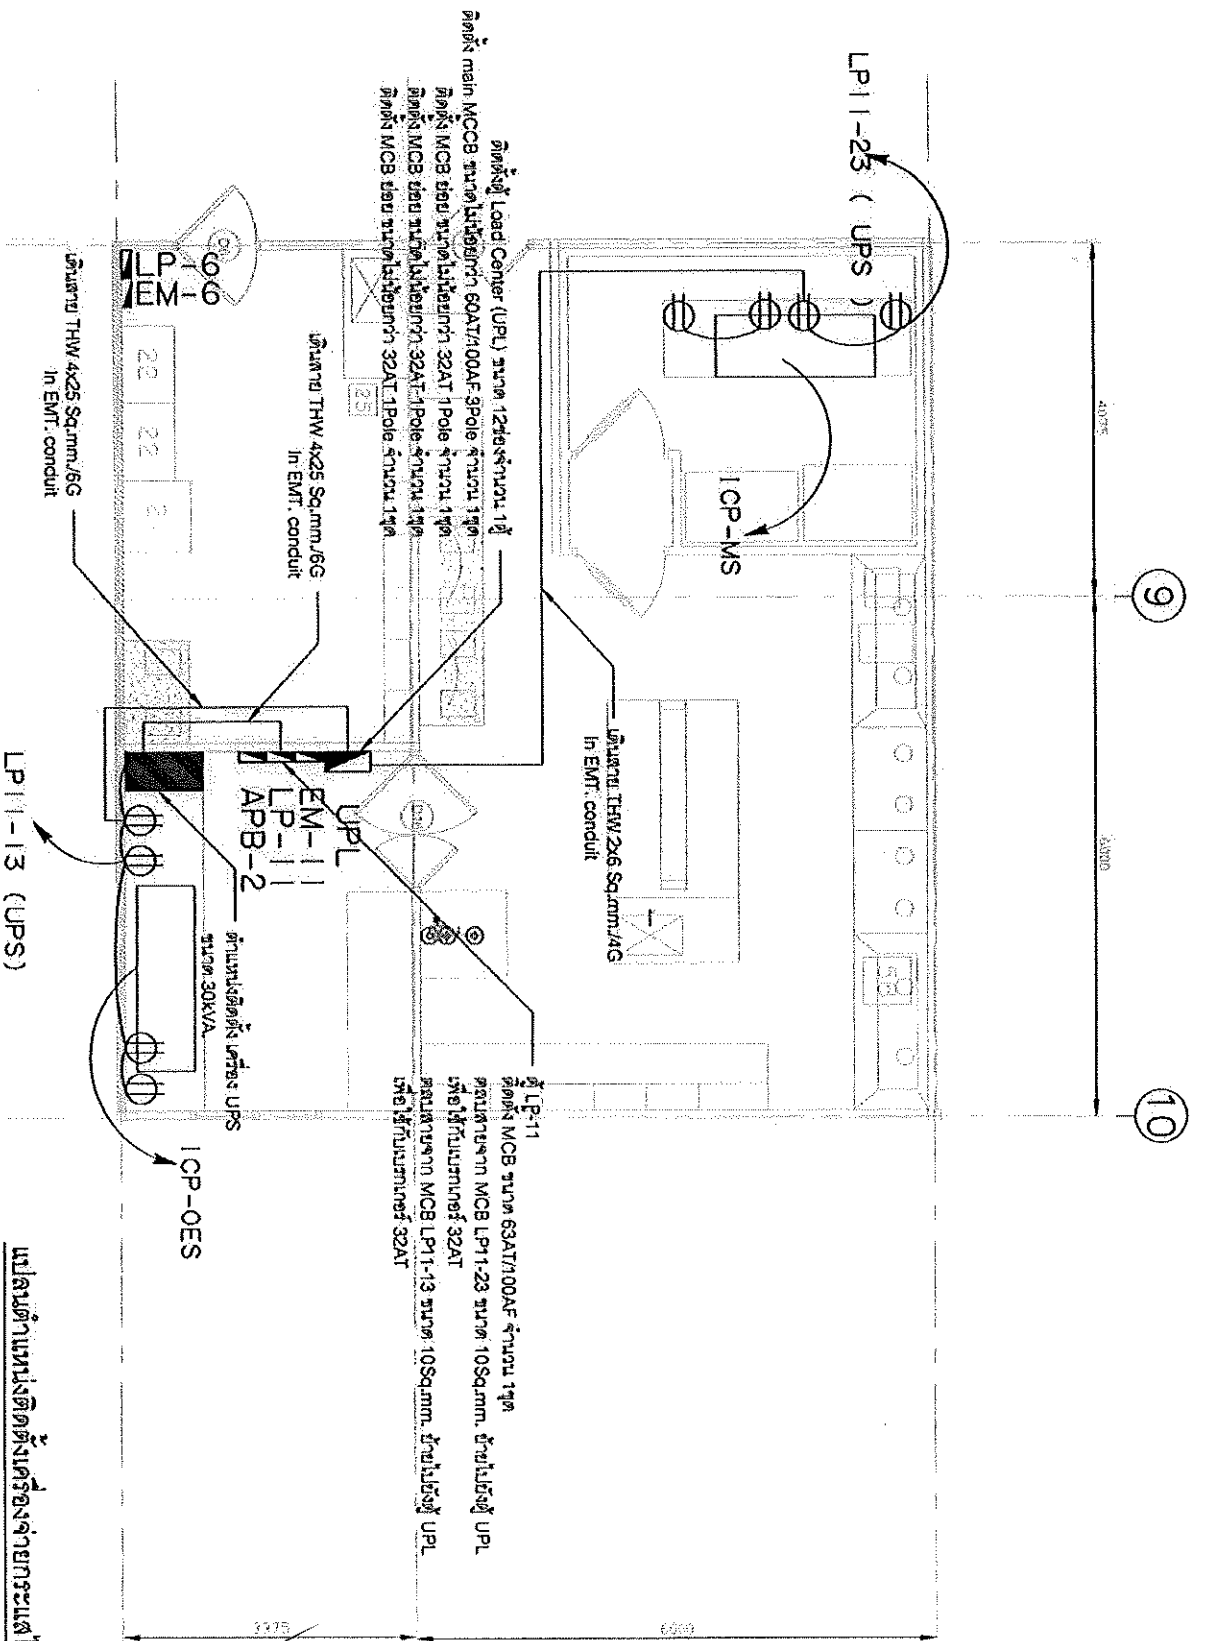 9
10
4075
6000
6000
3375
LP11-23 ( UPS )
ICP-MS
ติดตั้งตู้ Load Center (UPL) ขนาด 12ช่องจำนวน 1ตู้
ติดตั้ง main MCCB ขนาดไม่น้อยกว่า 60AT/100AF 3Pole จำนวน 1ชุด
ติดตั้ง MCB ย่อย ขนาดไม่น้อยกว่า 32AT 1Pole จำนวน 1ชุด
ติดตั้ง MCB ย่อย ขนาดไม่น้อยกว่า 32AT 1Pole จำนวน 1ชุด
ติดตั้ง MCB ย่อย ขนาดไม่น้อยกว่า 32AT 1Pole จำนวน 1ชุด
เดินสาย THW 2x6 Sq.mm./4G
in EMT. conduit
เดินสาย THW 4x25 Sq.mm./6G
in EMT. conduit
เดินสาย THW 4x25 Sq.mm./6G
in EMT. conduit
LP-6
EM-6
22
22
25
UPL
EM-11
LP-11
APB-2
ตู้ LP-11
ติดตั้ง MCB ขนาด 63AT/100AF จำนวน 1ชุด
ตลบสายจาก MCB LP11-23 ขนาด 10Sq.mm. ย้ายไปยังตู้ UPL
เพื่อใช้กับเบรกเกอร์ 32AT
ตลบสายจาก MCB LP11-13 ขนาด 10Sq.mm. ย้ายไปยังตู้ UPL
เพื่อใช้กับเบรกเกอร์ 32AT
ตำแหน่งติดตั้ง เครื่อง UPS
ขนาด 30kVA.
ICP-OES
LP11-13 (UPS)
แปลนตำแหน่งติดตั้งเครื่องจ่ายกระแส